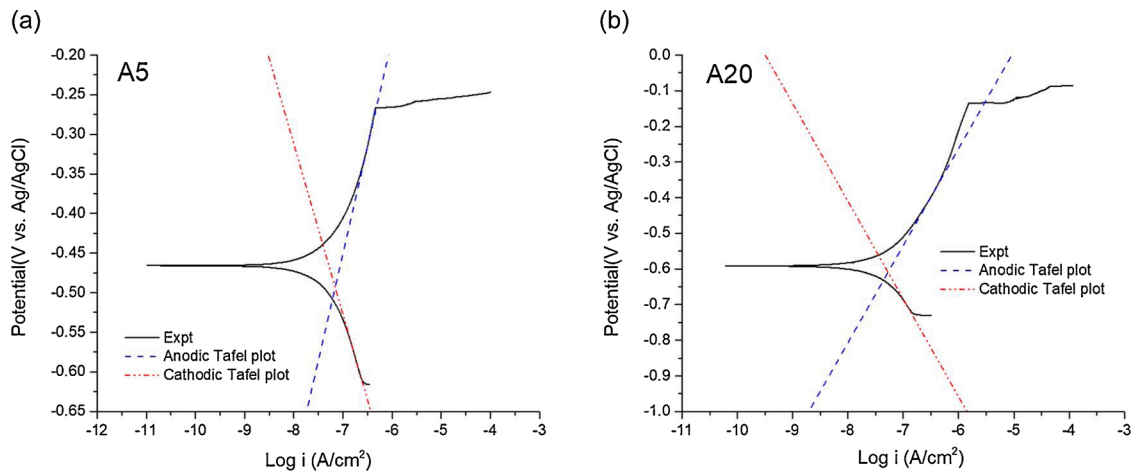 (a)
A5
Potential(V vs. Ag/AgCl)
-0.20
-0.25
-0.30
-0.35
-0.40
-0.45
-0.50
-0.55
-0.60
-0.65
Expt
Anodic Tafel plot
Cathodic Tafel plot
-12 -11 -10 -9 -8 -7 -6 -5 -4 -3
Log i (A/cm²)
(b)
A20
Potential(V vs. Ag/AgCl)
0.0
-0.1
-0.2
-0.3
-0.4
-0.5
-0.6
-0.7
-0.8
-0.9
-1.0
Expt
Anodic Tafel plot
Cathodic Tafel plot
-11 -10 -9 -8 -7 -6 -5 -4 -3
Log i (A/cm²)